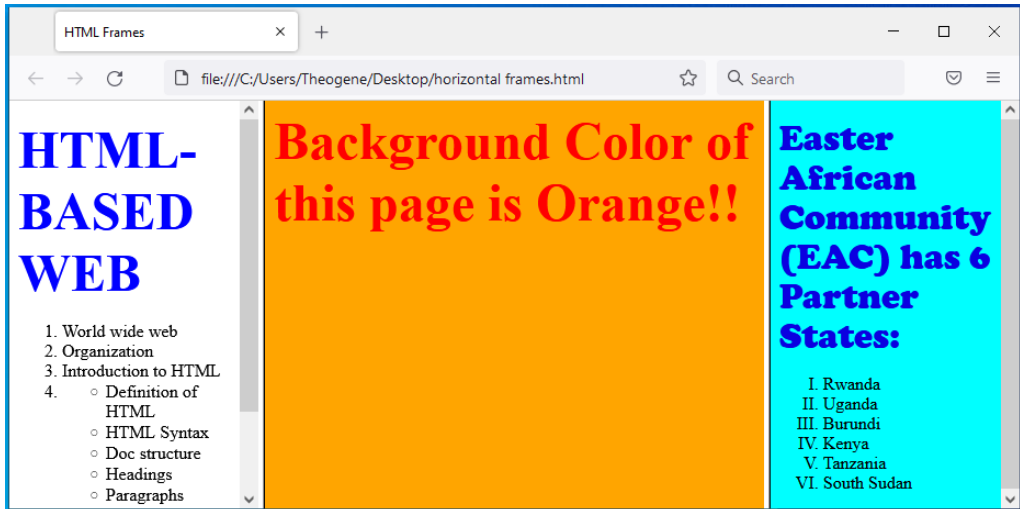 HTML Frames
file:///C:/Users/Theogene/Desktop/horizontal frames.html
Search
HTML-
BASED
WEB
1. World wide web
2. Organization
3. Introduction to HTML
4. ○ Definition of
HTML
○ HTML Syntax
○ Doc structure
○ Headings
○ Paragraphs
Background Color of
this page is Orange!!
Easter
African
Community
(EAC) has 6
Partner
States:
I. Rwanda
II. Uganda
III. Burundi
IV. Kenya
V. Tanzania
VI. South Sudan